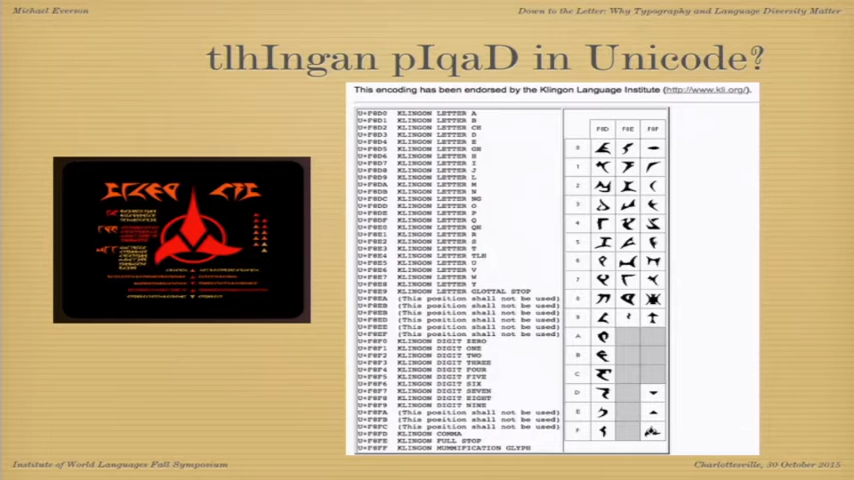 Michael Everson
Down to the Letter: Why Typography and Language Diversity Matter
tlhIngan pIqaD in Unicode?
This encoding has been endorsed by the Klingon Language Institute (http://www.kli.org/).
U+F8D0 KLINGON LETTER A
U+F8D1 KLINGON LETTER B
U+F8D2 KLINGON LETTER CH
U+F8D3 KLINGON LETTER D
U+F8D4 KLINGON LETTER E
U+F8D5 KLINGON LETTER GH
U+F8D6 KLINGON LETTER H
U+F8D7 KLINGON LETTER I
U+F8D8 KLINGON LETTER J
U+F8D9 KLINGON LETTER L
U+F8DA KLINGON LETTER M
U+F8DB KLINGON LETTER N
U+F8DC KLINGON LETTER NG
U+F8DD KLINGON LETTER O
U+F8DE KLINGON LETTER P
U+F8DF KLINGON LETTER Q
U+F8E0 KLINGON LETTER QH
U+F8E1 KLINGON LETTER R
U+F8E2 KLINGON LETTER S
U+F8E3 KLINGON LETTER T
U+F8E4 KLINGON LETTER TLH
U+F8E5 KLINGON LETTER U
U+F8E6 KLINGON LETTER V
U+F8E7 KLINGON LETTER W
U+F8E8 KLINGON LETTER Y
U+F8E9 KLINGON LETTER GLOTTAL STOP
U+F8EA (This position shall not be used)
U+F8EB (This position shall not be used)
U+F8EC (This position shall not be used)
U+F8ED (This position shall not be used)
U+F8EE (This position shall not be used)
U+F8EF (This position shall not be used)
U+F8F0 KLINGON DIGIT ZERO
U+F8F1 KLINGON DIGIT ONE
U+F8F2 KLINGON DIGIT TWO
U+F8F3 KLINGON DIGIT THREE
U+F8F4 KLINGON DIGIT FOUR
U+F8F5 KLINGON DIGIT FIVE
U+F8F6 KLINGON DIGIT SIX
U+F8F7 KLINGON DIGIT SEVEN
U+F8F8 KLINGON DIGIT EIGHT
U+F8F9 KLINGON DIGIT NINE
U+F8FA (This position shall not be used)
U+F8FB (This position shall not be used)
U+F8FC (This position shall not be used)
U+F8FD KLINGON COMMA
U+F8FE KLINGON FULL STOP
U+F8FF KLINGON MUMMIFICATION GLYPH
F8D F8E F8F
0
1
2
3
4
5
6
7
8
9
A
B
C
D
E
F
Institute of World Languages Fall Symposium
Charlottesville, 30 October 2015